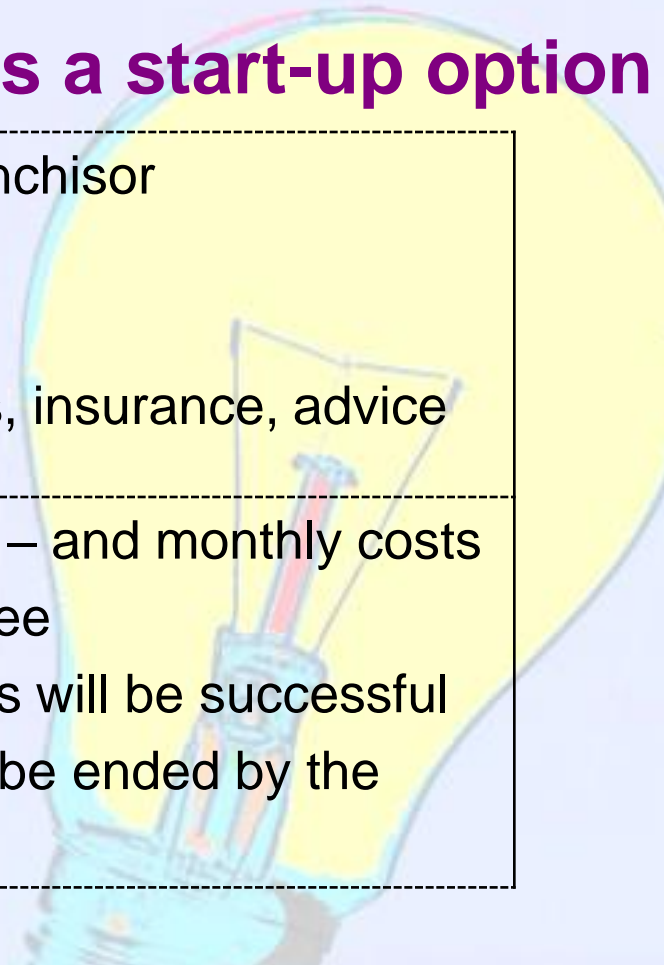 s a start-up option
nchisor
, insurance, advice
– and monthly costs
ee
s will be successful
be ended by the